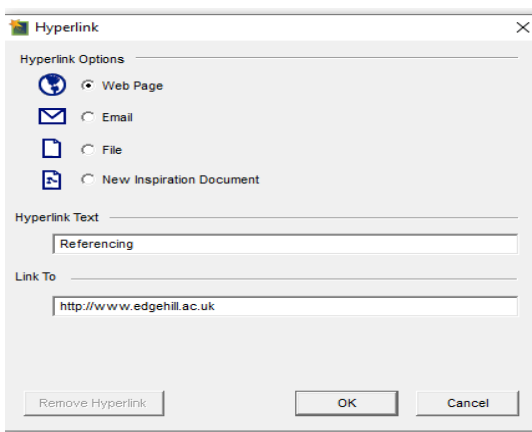 Hyperlink
Hyperlink Options
Web Page
Email
File
New Inspiration Document
Hyperlink Text
Referencing
Link To
http://www.edgehill.ac.uk
Remove Hyperlink OK Cancel